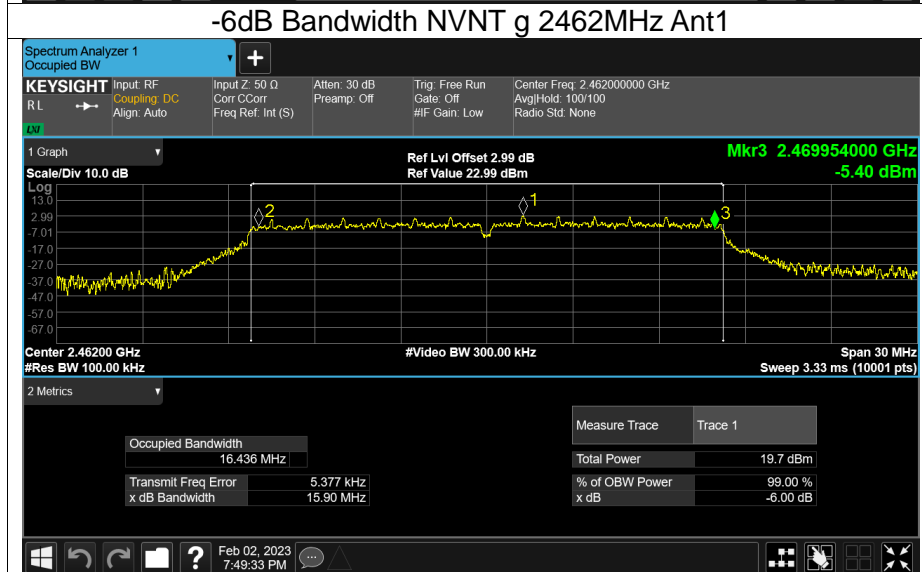 -6dB Bandwidth NVNT g 2462MHz Ant1
Spectrum Analyzer 1
Occupied BW
+
KEYSIGHT Input: RF Input Z: 50 Ω Atten: 30 dB Trig: Free Run Center Freq: 2.462000000 GHz
R L Coupling: DC Corr CCorr Preamp: Off Gate: Off Avg|Hold: 100/100
Align: Auto Freq Ref: Int (S) #IF Gain: Low Radio Std: None
LXI
1 Graph Ref Lvl Offset 2.99 dB Mkr3 2.469954000 GHz
Scale/Div 10.0 dB Ref Value 22.99 dBm -5.40 dBm
Log
13.0
2.99
-7.01
-17.0
-27.0
-37.0
-47.0
-57.0
-67.0
2
1
3
Center 2.46200 GHz #Video BW 300.00 kHz Span 30 MHz
#Res BW 100.00 kHz Sweep 3.33 ms (10001 pts)
2 Metrics
Measure Trace Trace 1
Occupied Bandwidth
16.436 MHz Total Power 19.7 dBm
Transmit Freq Error 5.377 kHz % of OBW Power 99.00 %
x dB Bandwidth 15.90 MHz x dB -6.00 dB
? Feb 02, 2023
7:49:33 PM